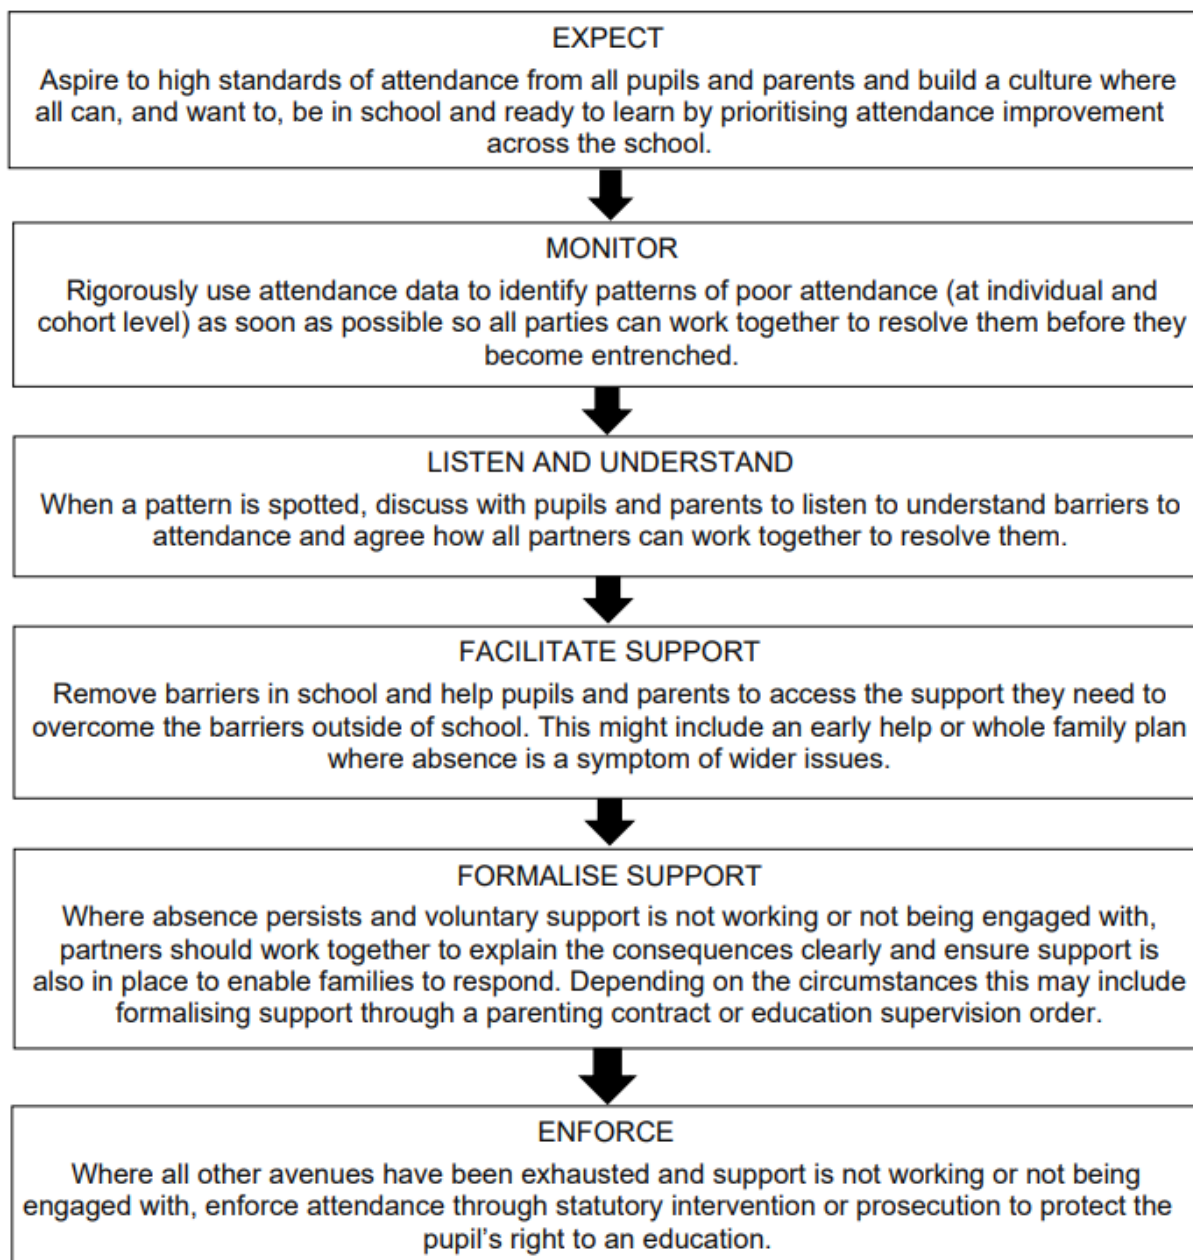 EXPECT
Aspire to high standards of attendance from all pupils and parents and build a culture where
all can, and want to, be in school and ready to learn by prioritising attendance improvement
across the school.
MONITOR
Rigorously use attendance data to identify patterns of poor attendance (at individual and
cohort level) as soon as possible so all parties can work together to resolve them before they
become entrenched.
LISTEN AND UNDERSTAND
When a pattern is spotted, discuss with pupils and parents to listen to understand barriers to
attendance and agree how all partners can work together to resolve them.
FACILITATE SUPPORT
Remove barriers in school and help pupils and parents to access the support they need to
overcome the barriers outside of school. This might include an early help or whole family plan
where absence is a symptom of wider issues.
FORMALISE SUPPORT
Where absence persists and voluntary support is not working or not being engaged with,
partners should work together to explain the consequences clearly and ensure support is
also in place to enable families to respond. Depending on the circumstances this may include
formalising support through a parenting contract or education supervision order.
ENFORCE
Where all other avenues have been exhausted and support is not working or not being
engaged with, enforce attendance through statutory intervention or prosecution to protect the
pupil's right to an education.